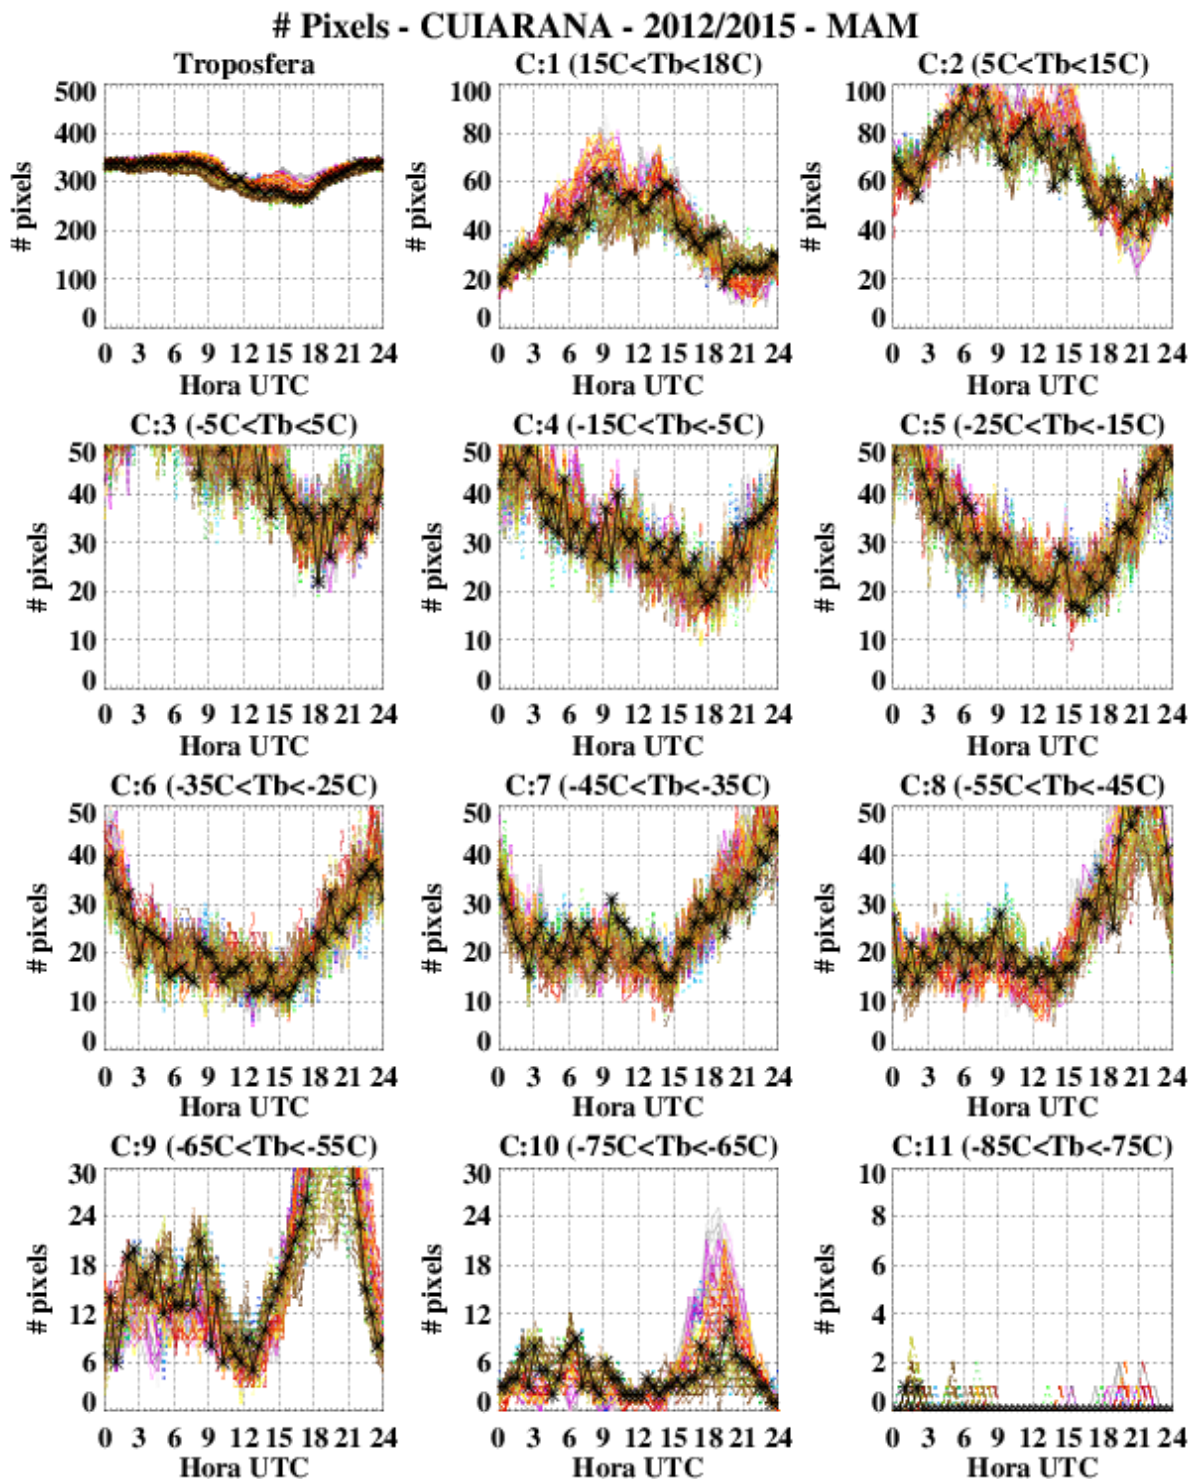 # Pixels - CUIARANA - 2012/2015 - MAM
Troposfera
C:1 (15C<Tb<18C)
C:2 (5C<Tb<15C)
# pixels
500
400
300
200
100
0
0 3 6 9 12 15 18 21 24
Hora UTC
# pixels
100
80
60
40
20
0
0 3 6 9 12 15 18 21 24
Hora UTC
# pixels
100
80
60
40
20
0
0 3 6 9 12 15 18 21 24
Hora UTC
C:3 (-5C<Tb<5C)
C:4 (-15C<Tb<-5C)
C:5 (-25C<Tb<-15C)
# pixels
50
40
30
20
10
0
0 3 6 9 12 15 18 21 24
Hora UTC
# pixels
50
40
30
20
10
0
0 3 6 9 12 15 18 21 24
Hora UTC
# pixels
50
40
30
20
10
0
0 3 6 9 12 15 18 21 24
Hora UTC
C:6 (-35C<Tb<-25C)
C:7 (-45C<Tb<-35C)
C:8 (-55C<Tb<-45C)
# pixels
50
40
30
20
10
0
0 3 6 9 12 15 18 21 24
Hora UTC
# pixels
50
40
30
20
10
0
0 3 6 9 12 15 18 21 24
Hora UTC
# pixels
50
40
30
20
10
0
0 3 6 9 12 15 18 21 24
Hora UTC
C:9 (-65C<Tb<-55C)
C:10 (-75C<Tb<-65C)
C:11 (-85C<Tb<-75C)
# pixels
30
24
18
12
6
0
0 3 6 9 12 15 18 21 24
Hora UTC
# pixels
30
24
18
12
6
0
0 3 6 9 12 15 18 21 24
Hora UTC
# pixels
10
8
6
4
2
0
0 3 6 9 12 15 18 21 24
Hora UTC